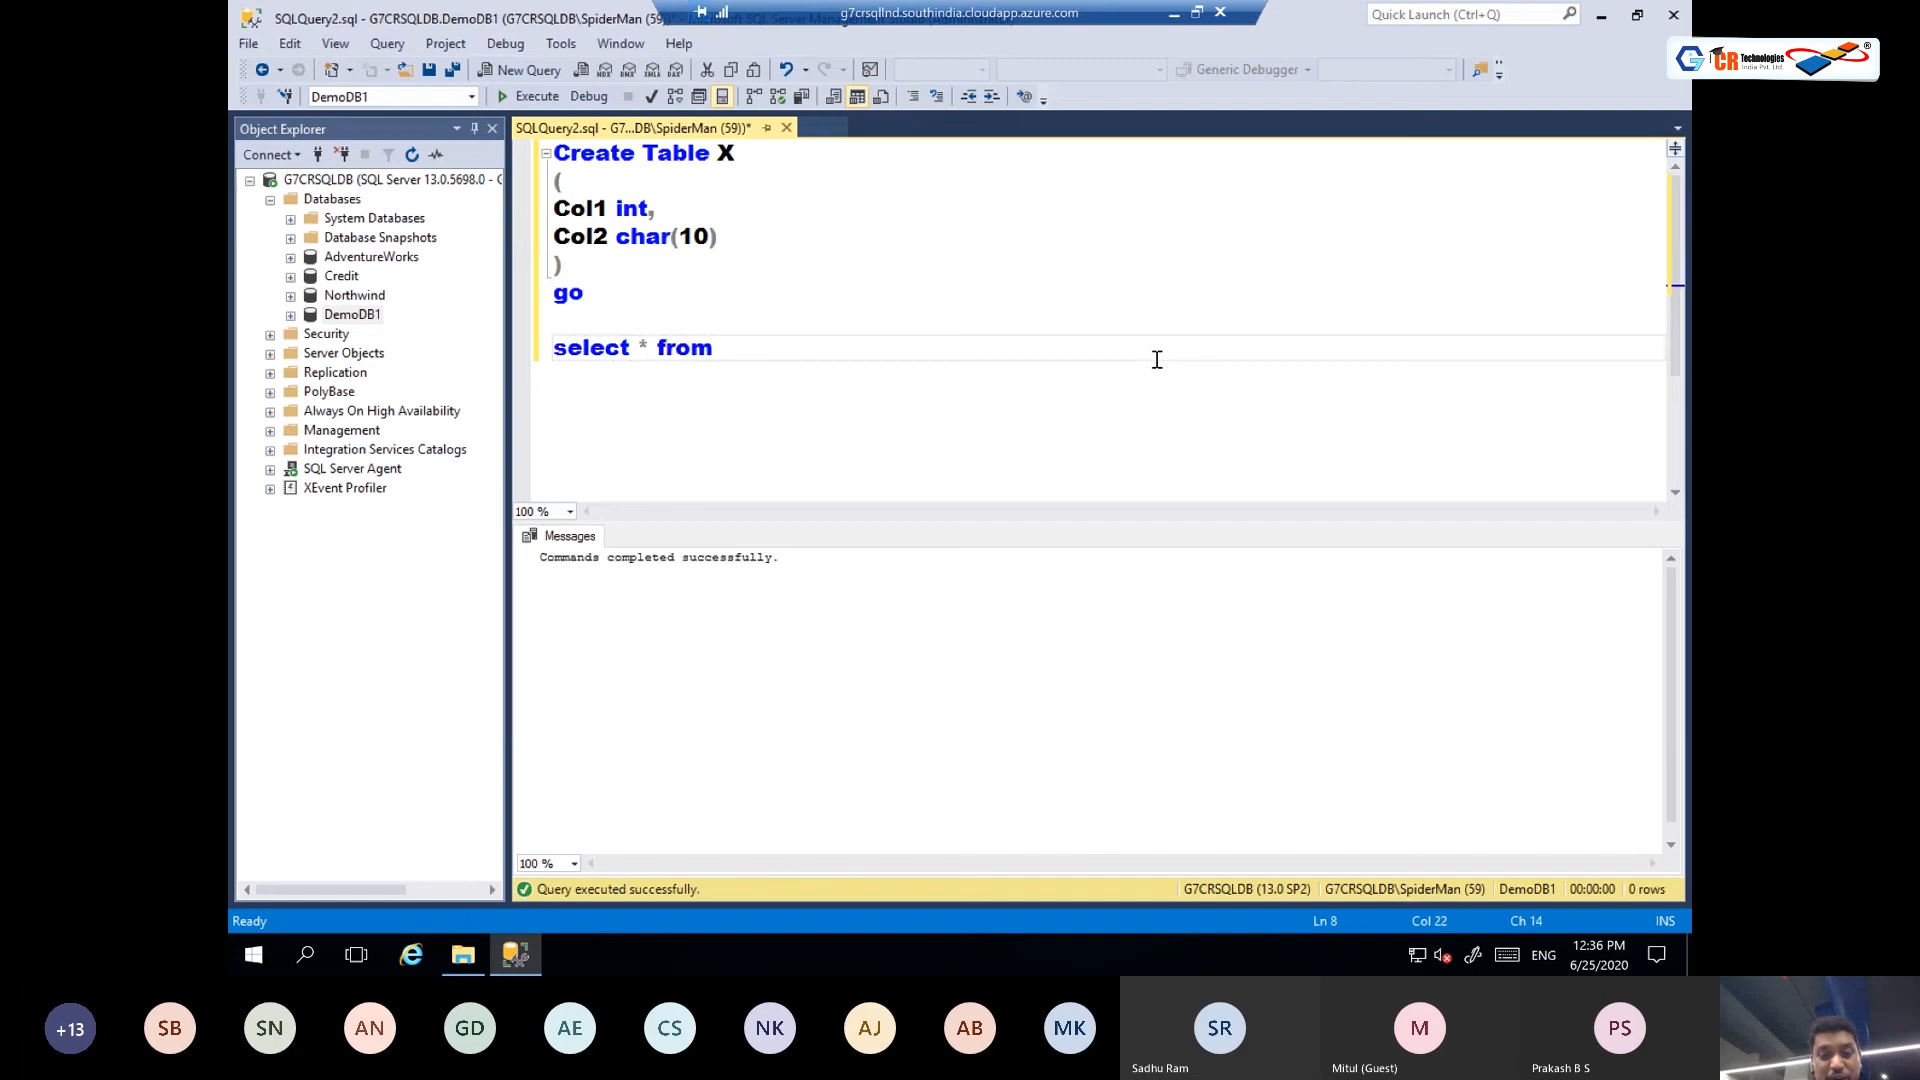 SQLQuery2.sql - G7CRSQLDB.DemoDB1 (G7CRSQLDB\SpiderMan (59))*
g7crsqllnd.southindia.cloudapp.azure.com
Quick Launch (Ctrl+Q)
File Edit View Query Project Debug Tools Window Help
New Query
Generic Debugger
DemoDB1
Execute Debug
G7CR Technologies
India Pvt. Ltd.
Object Explorer
Connect
G7CRSQLDB (SQL Server 13.0.5698.0 -
Databases
System Databases
Database Snapshots
AdventureWorks
Credit
Northwind
DemoDB1
Security
Server Objects
Replication
PolyBase
Always On High Availability
Management
Integration Services Catalogs
SQL Server Agent
XEvent Profiler
SQLQuery2.sql - G7...DB\SpiderMan (59))*
Create Table X
(
Col1 int,
Col2 char(10)
)
go
select * from
100 %
Messages
Commands completed successfully.
100 %
Query executed successfully.
G7CRSQLDB (13.0 SP2) G7CRSQLDB\SpiderMan (59) DemoDB1 00:00:00 0 rows
Ready
Ln 8 Col 22 Ch 14 INS
ENG
12:36 PM
6/25/2020
+13 SB SN AN GD AE CS NK AJ AB MK SR M PS
Sadhu Ram Mitul (Guest) Prakash B S